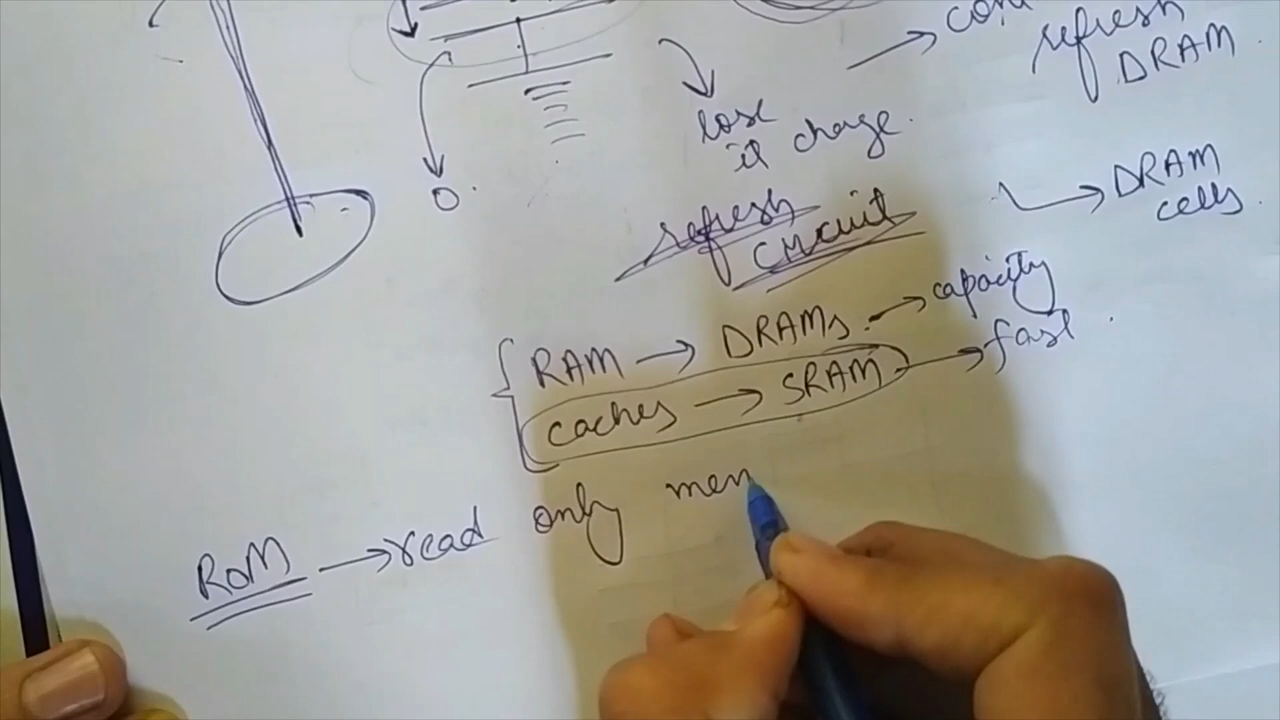 refresh
DRAM.
lose
it charge.
O
DRAM
cells.
refresh
circuit
RAM → DRAMs. → capacity
caches → SRAM → fast.
ROM → read only mem